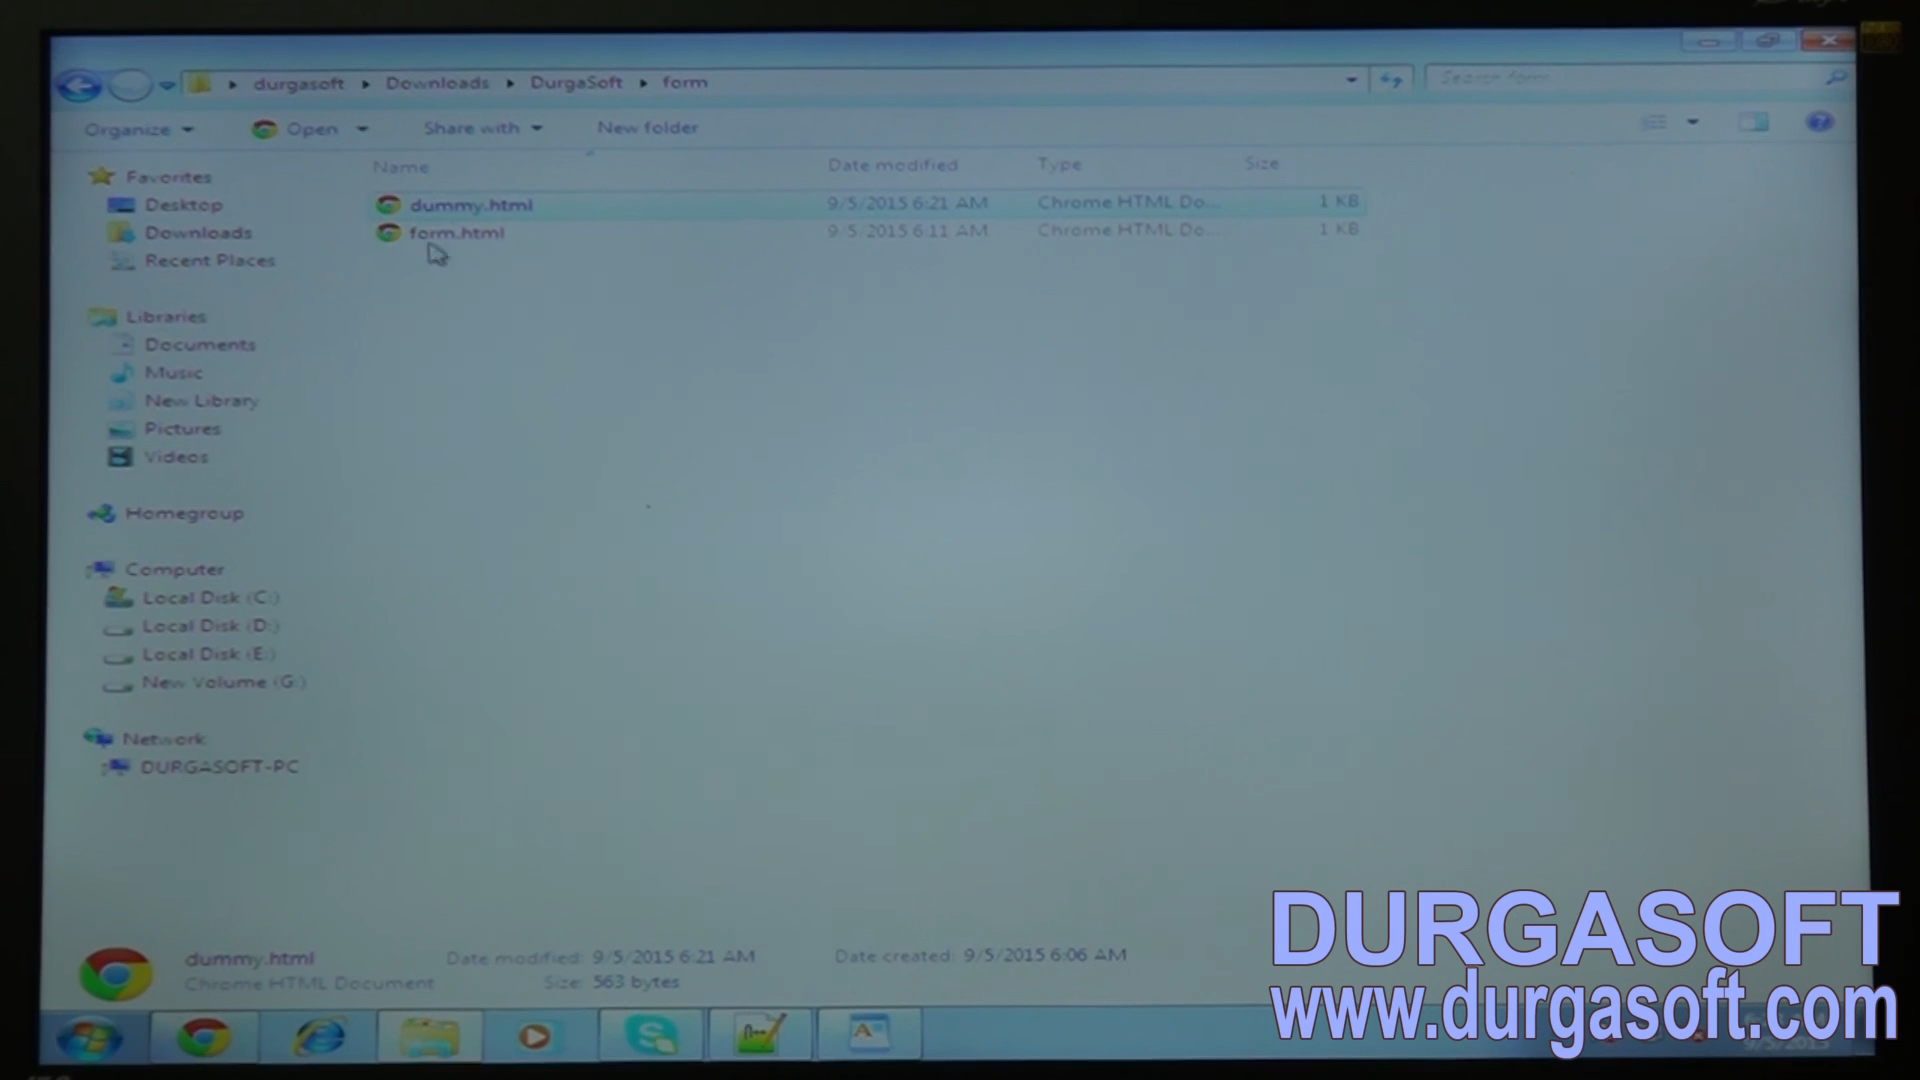 durgasoft Downloads DurgaSoft form
Search form
Organize Open Share with New folder
Name Date modified Type Size
dummy.html 9/5/2015 6:21 AM Chrome HTML Do... 1 KB
form.html 9/5/2015 6:11 AM Chrome HTML Do... 1 KB
Favorites
Desktop
Downloads
Recent Places
Libraries
Documents
Music
New Library
Pictures
Videos
Homegroup
Computer
Local Disk (C:)
Local Disk (D:)
Local Disk (E:)
New Volume (G:)
Network
DURGASOFT-PC
dummy.html Date modified: 9/5/2015 6:21 AM Date created: 9/5/2015 6:06 AM
Chrome HTML Document Size: 563 bytes
DURGASOFT
www.durgasoft.com